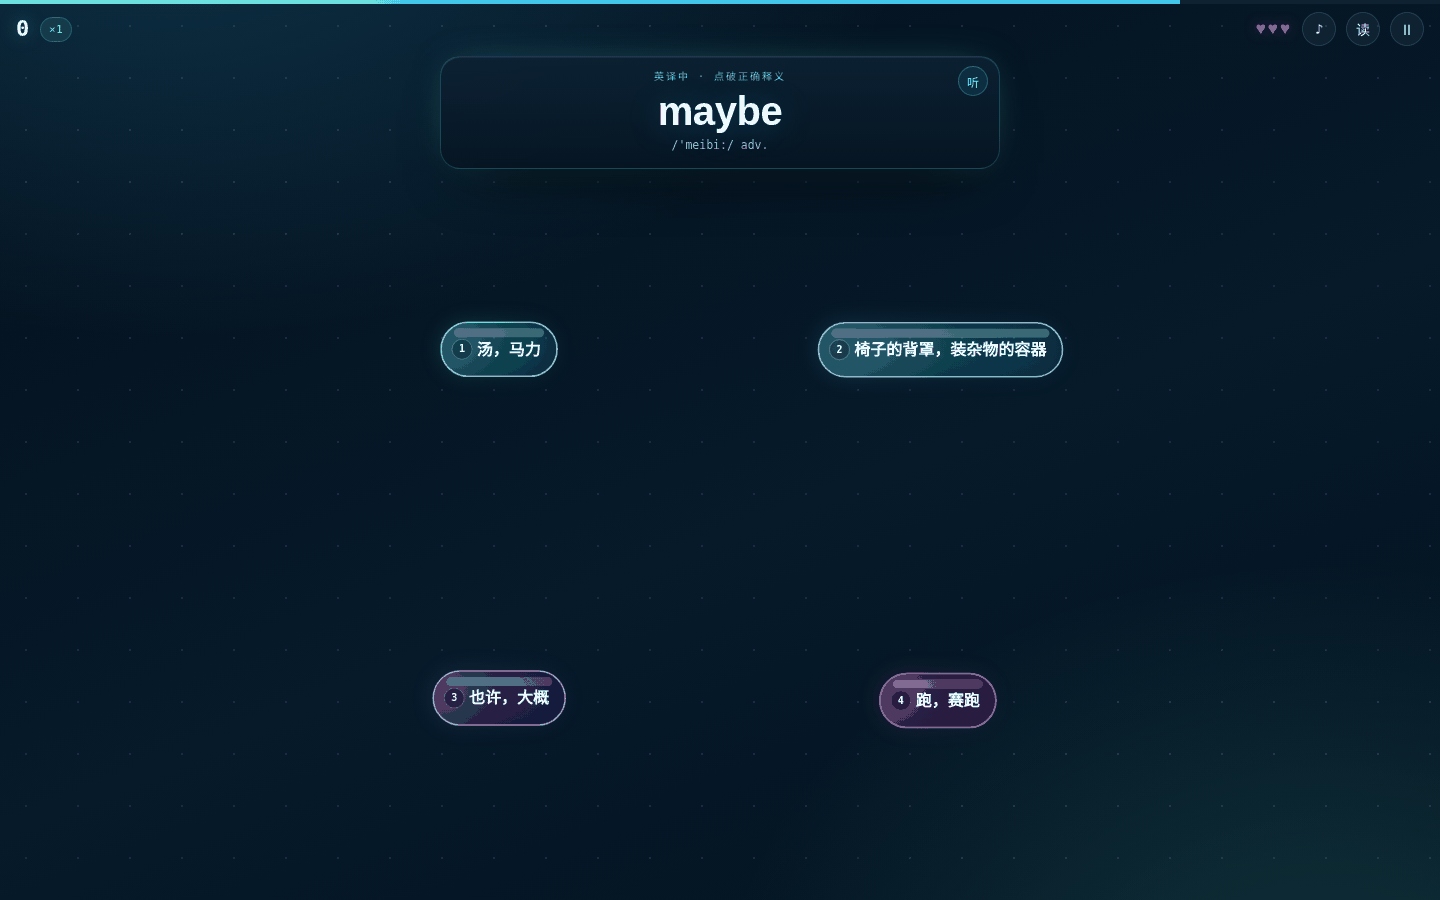 0 ×1 ♥♥♥ ♪ 读 II
英译中 · 点破正确释义
听
maybe
/'meibi:/ adv.
1 汤，马力
2 椅子的背罩，装杂物的容器
3 也许，大概
4 跑，赛跑